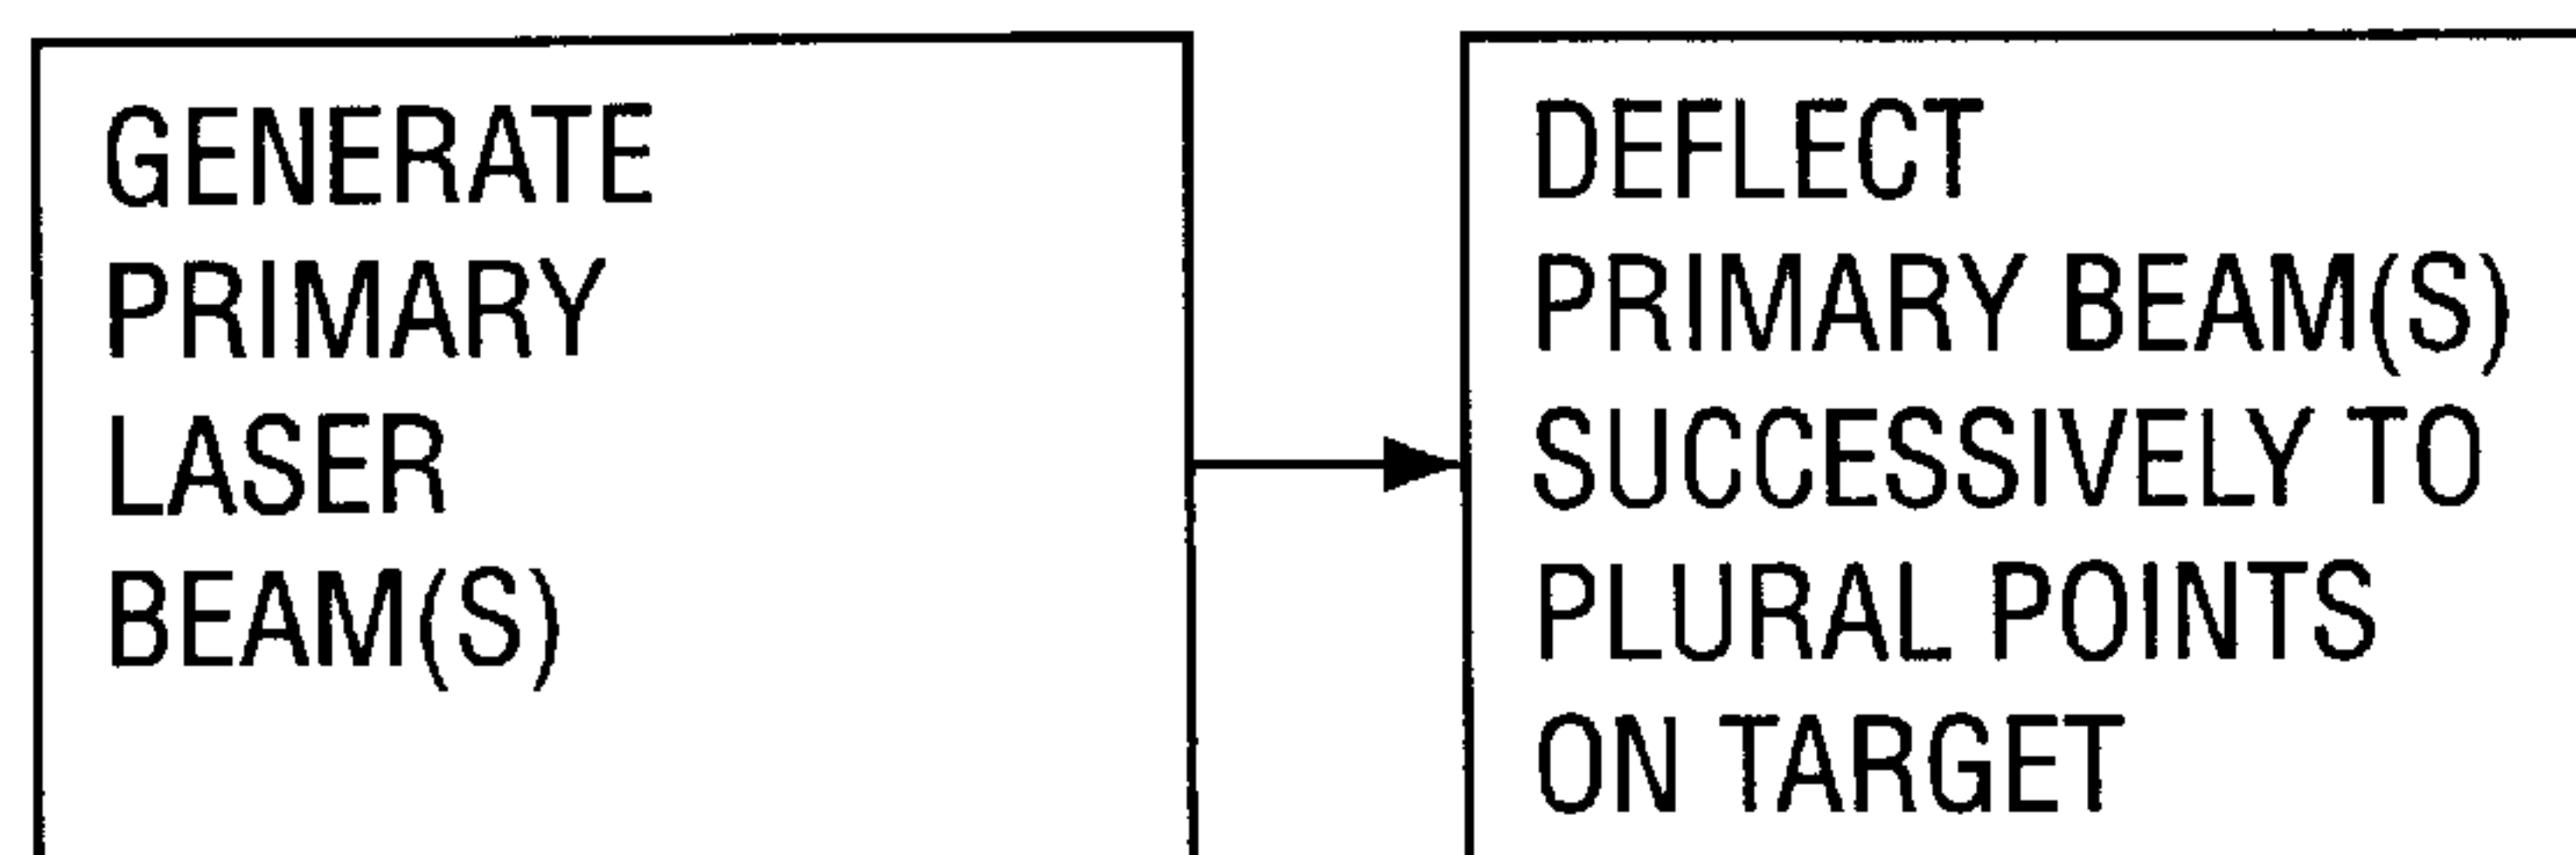 GENERATE
PRIMARY
LASER
BEAM(S)
DEFLECT
PRIMARY BEAM(S)
SUCCESSIVELY TO
PLURAL POINTS
ON TARGET